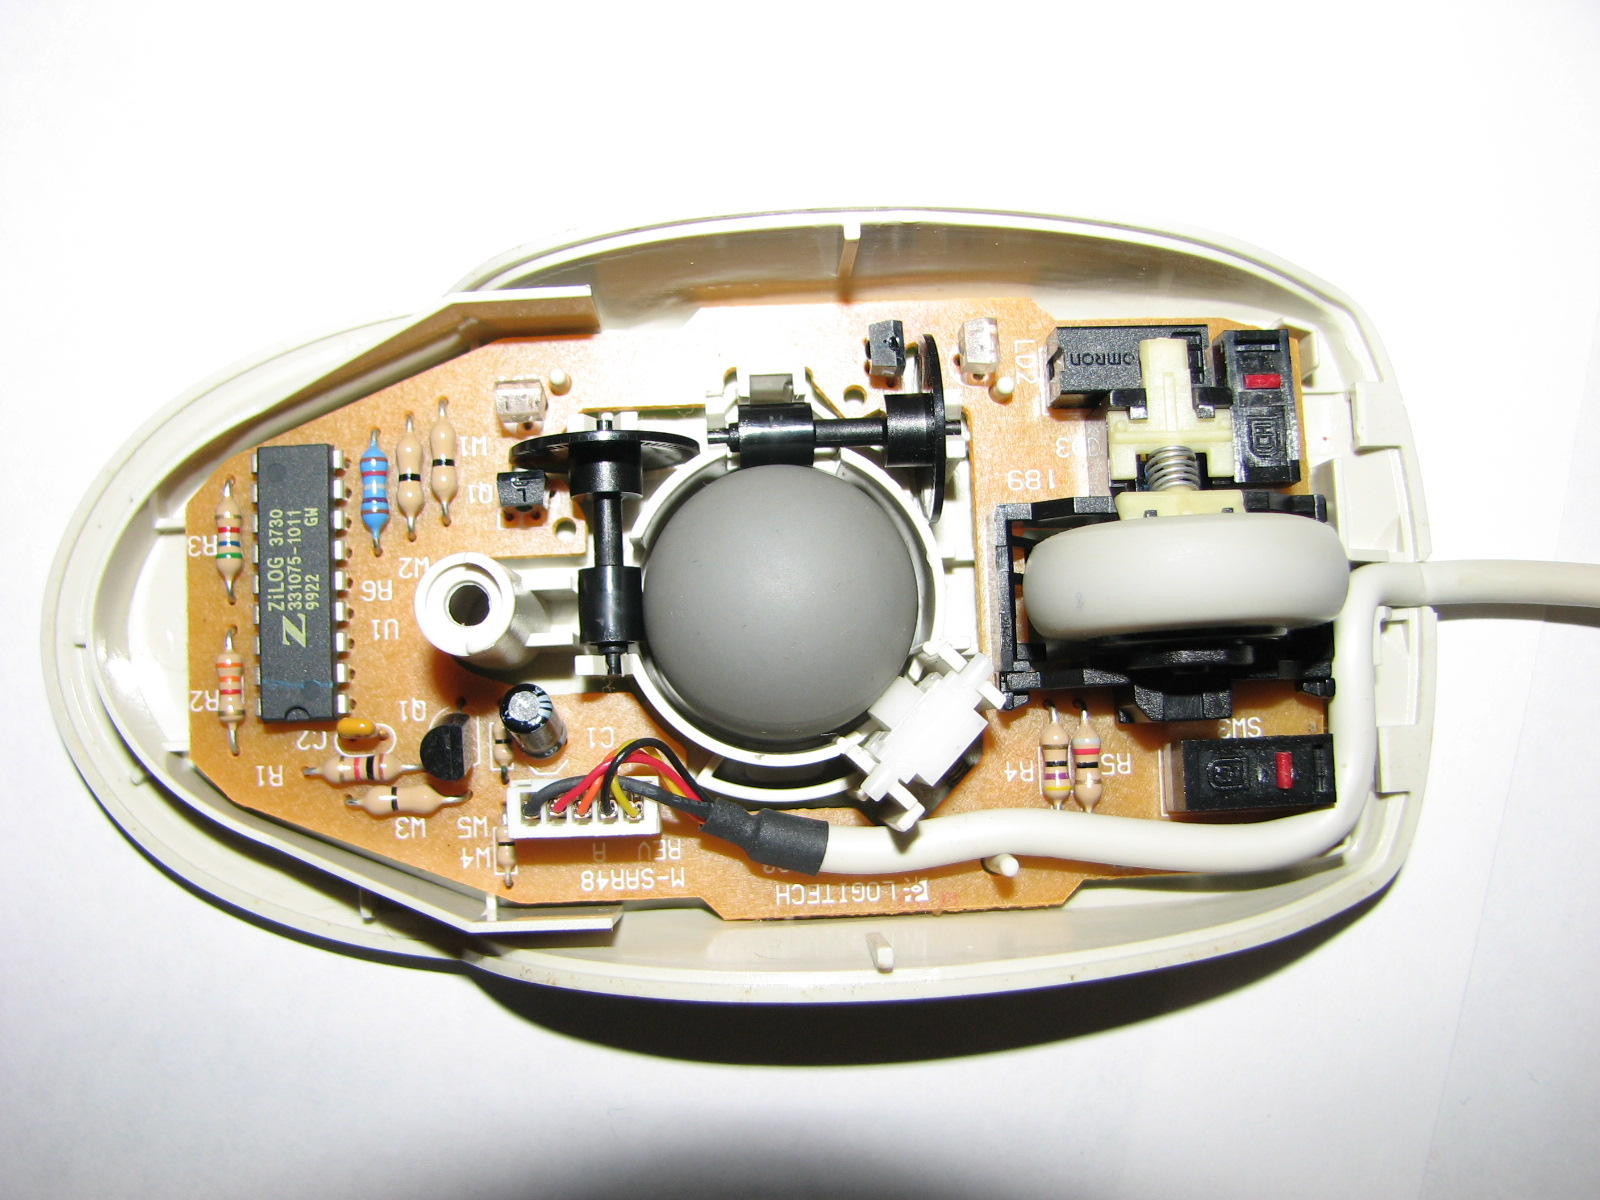 ZiLOG 3730
331075-1011
9922 GW
Z
R3
R2
R1
C2
Q1
W3
W5
W4
C1
W1
Q1
W2
R6
U1
LD2
OMRON
189
SW3
R4
R5
REV A
M-SAR48
LOGITECH